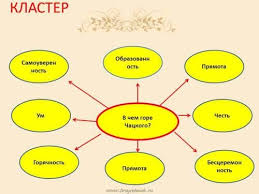 КЛАСТЕР
Образованн
ость
Самоуверен
ность
Прямота
Ум
В чем горе
Чацкого?
Честь
Горячность
Прямота
Бесцеремон
ность